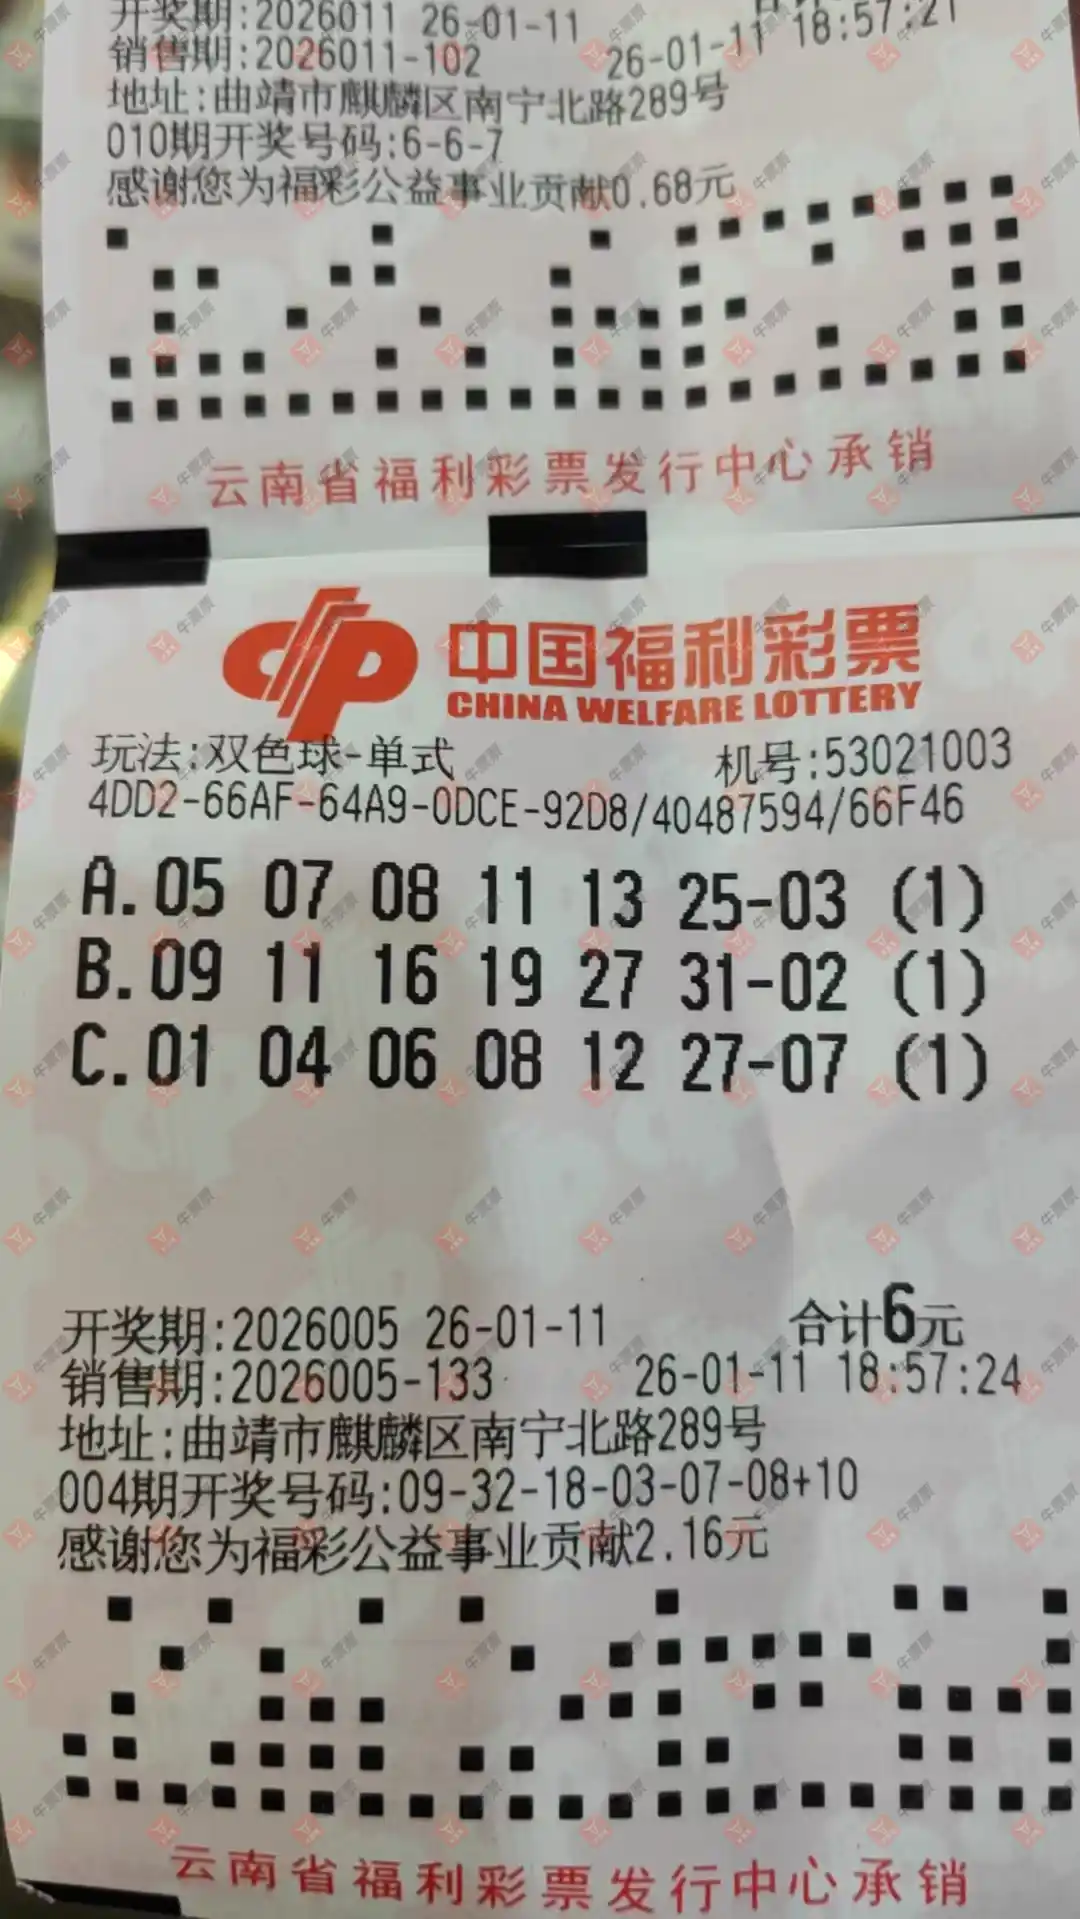 开奖期:2026011 26-01-11
销售期:2026011-102 26-01-11 18:57:21
地址:曲靖市麒麟区南宁北路289号
010期开奖号码:6-6-7
感谢您为福彩公益事业贡献0.68元
云南省福利彩票发行中心承销
中国福利彩票
CHINA WELFARE LOTTERY
玩法:双色球-单式 机号:53021003
4DD2-66AF-64A9-0DCE-92D8/40487594/66F46
A.05 07 08 11 13 25-03 (1)
B.09 11 16 19 27 31-02 (1)
C.01 04 06 08 12 27-07 (1)
开奖期:2026005 26-01-11 合计6元
销售期:2026005-133 26-01-11 18:57:24
地址:曲靖市麒麟区南宁北路289号
004期开奖号码:09-32-18-03-07-08+10
感谢您为福彩公益事业贡献2.16元
云南省福利彩票发行中心承销